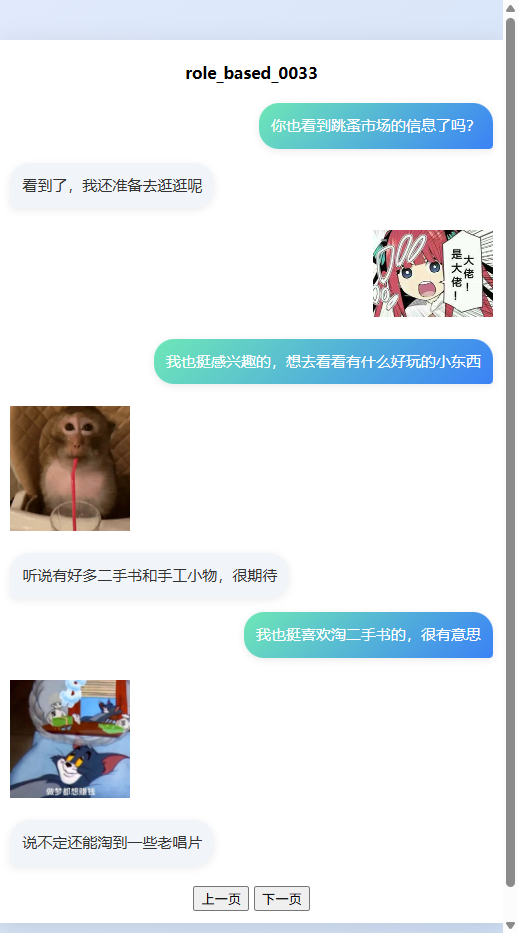 role_based_0033
你也看到跳蚤市场的信息了吗？
看到了，我还准备去逛逛呢
大佬！
是大佬！
我也挺感兴趣的，想去看看有什么好玩的小东西
听说有好多二手书和手工小物，很期待
我也挺喜欢淘二手书的，很有意思
做梦都想赚钱
说不定还能淘到一些老唱片
上一页 下一页